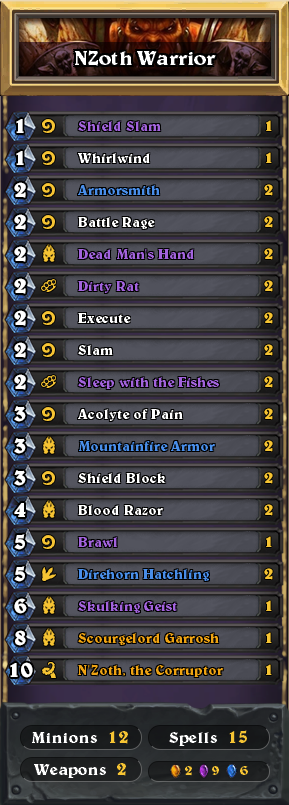 NZoth Warrior
1 Shield Slam 1
1 Whirlwind 1
2 Armorsmith 2
2 Battle Rage 2
2 Dead Man's Hand 2
2 Dirty Rat 2
2 Execute 2
2 Slam 2
2 Sleep with the Fishes 2
3 Acolyte of Pain 2
3 Mountainfire Armor 2
3 Shield Block 2
4 Blood Razor 2
5 Brawl 1
5 Direhorn Hatchling 2
6 Skulking Geist 1
8 Scourgelord Garrosh 1
10 N'Zoth, the Corruptor 1
Minions 12 Spells 15
Weapons 2 2 9 6